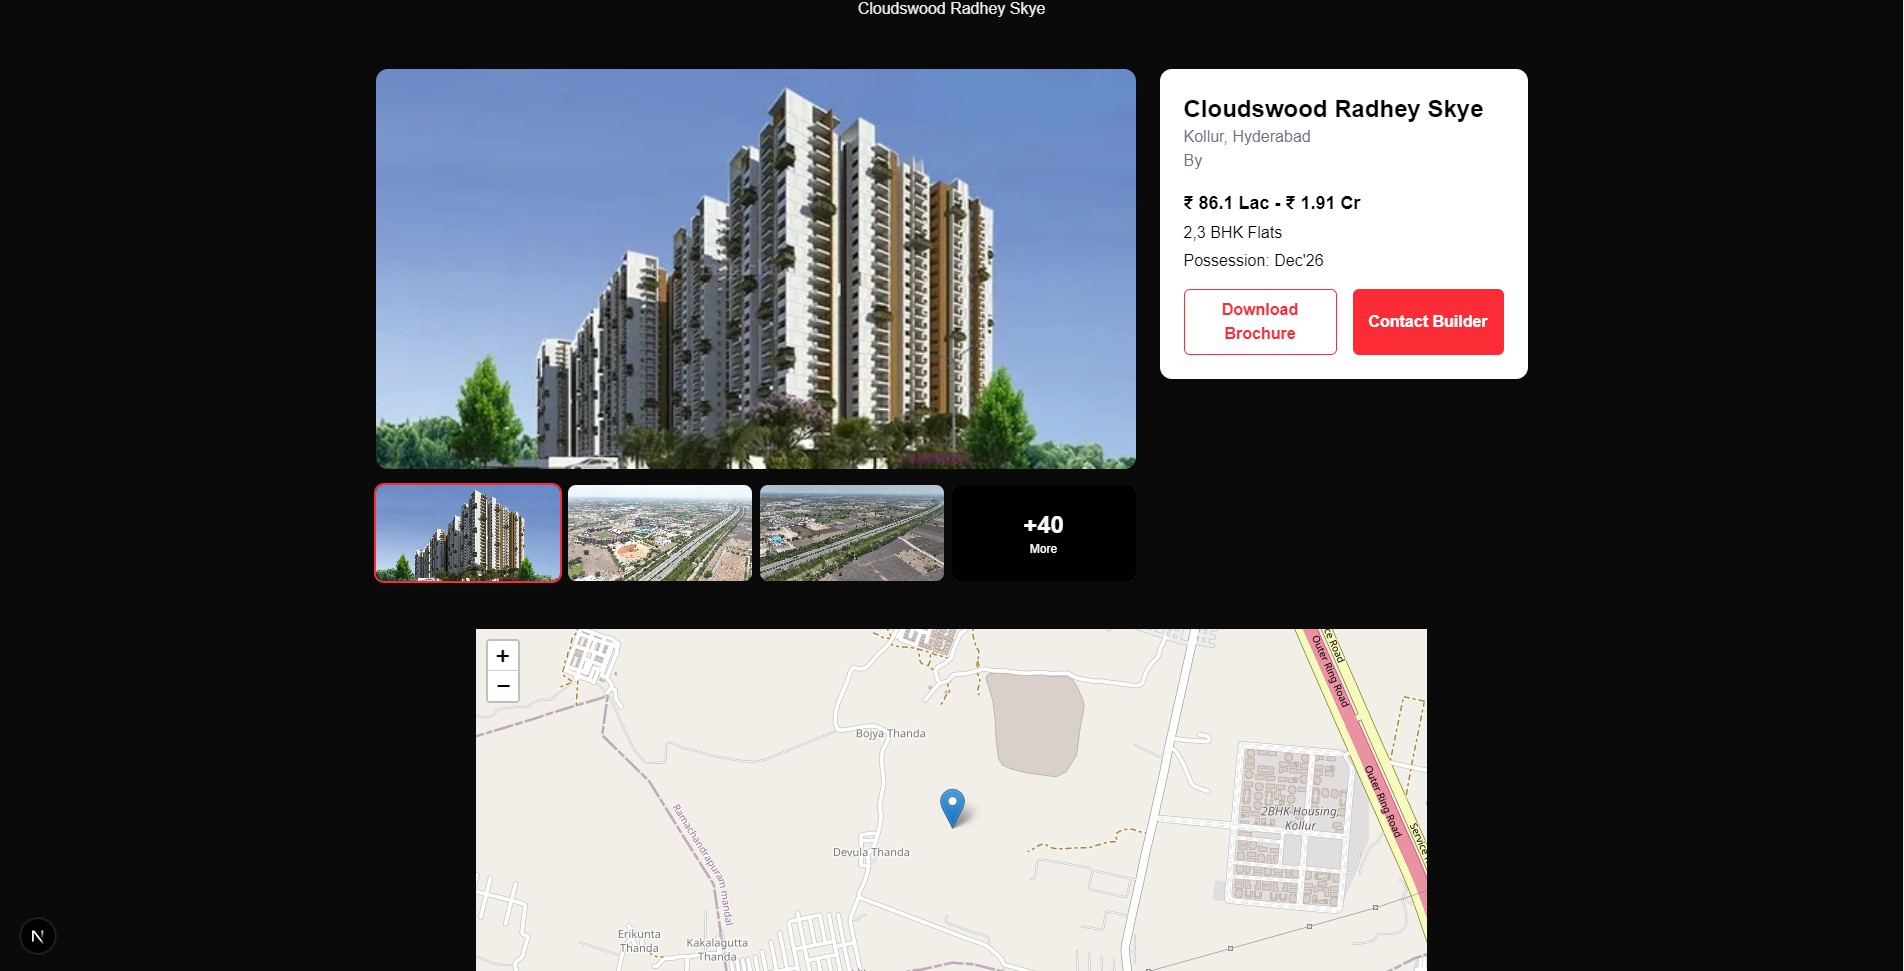 Cloudswood Radhey Skye
Cloudswood Radhey Skye
Kollur, Hyderabad
By
₹ 86.1 Lac - ₹ 1.91 Cr
2,3 BHK Flats
Possession: Dec'26
Download
Brochure
Contact Builder
+40
More
+
−
Bojya Thanda
Devula Thanda
Ramachandrapuram mandal
Erikunta
Thanda
Kakalagutta
Thanda
2BHK Housing,
Kollur
Outer Ring Road
Outer Ring Road
Road
Service
N